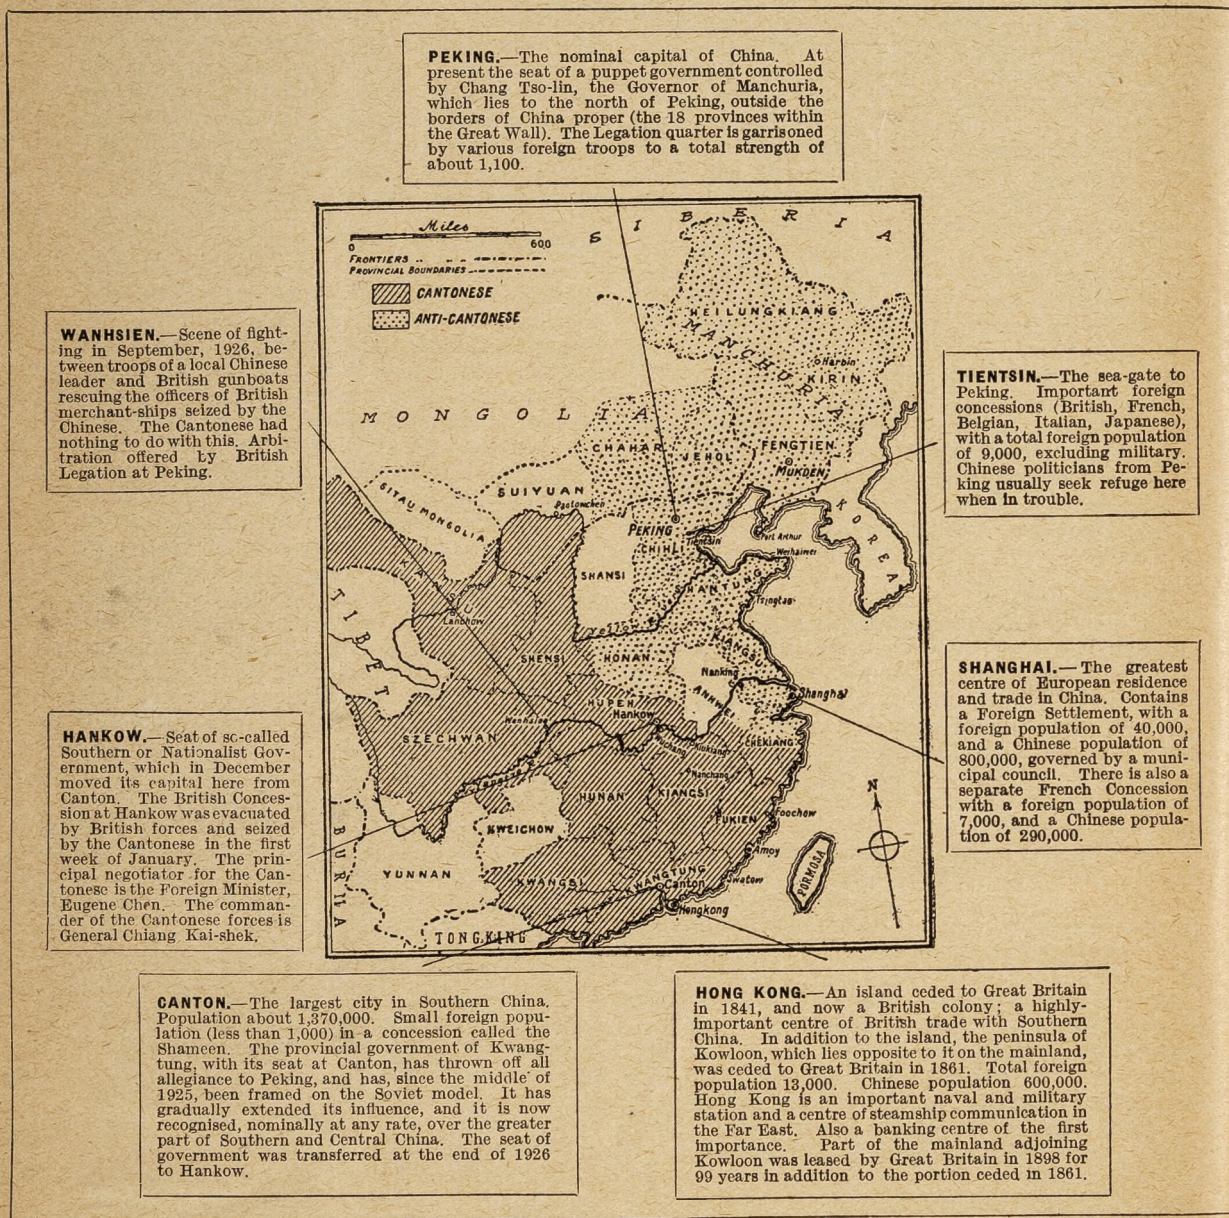 PEKING.—The nominal capital of China. At
present the seat of a puppet government controlled
by Chang Tso-lin, the Governor of Manchuria,
which lies to the north of Peking, outside the
borders of China proper (the 18 provinces within
the Great Wall). The Legation quarter is garrisoned
by various foreign troops to a total strength of
about 1,100.
WANHSIEN.—Scene of fight-
ing in September, 1926, be-
tween troops of a local Chinese
leader and British gunboats
rescuing the officers of British
merchant-ships seized by the
Chinese. The Cantonese had
nothing to do with this. Arbi-
tration offered by British
Legation at Peking.
HANKOW.—Seat of so-called
Southern or Nationalist Gov-
ernment, which in December
moved its capital here from
Canton. The British Conces-
sion at Hankow was evacuated
by British forces and seized
by the Cantonese in the first
week of January. The prin-
cipal negotiator for the Can-
tonese is the Foreign Minister,
Eugene Chen. The comman-
der of the Cantonese forces is
General Chiang Kai-shek.
Miles
0 600
FRONTIERS
PROVINCIAL BOUNDARIES
CANTONESE
ANTI-CANTONESE
SIBERIA
HEILUNGKIANG
MANCHURIA
Harbin
KIRIN
MONGOLIA
CHAHAR
JEHOL
FENGTIEN
MUKDEN
SUIYUAN
SITAU MONGOLIA
Paotowchen
PEKING
Tientsin
CHIHLI
Port Arthur
Weihaiwei
KOREA
SHANSI
SHANTUNG
Tsingtao
KANSU
Lanchow
Yellow
TIBET
SHENSI
HONAN
KIANGSU
Nanking
ANHWEI
Shanghai
HUPEH
Hankow
Wanhsien
SZECHWAN
CHEKIANG
Wuchang
Kiukiang
Nanchang
Yangtse
HUNAN
KIANGSI
FUKIEN
Foochow
KWEICHOW
Amoy
BURMA
YUNNAN
KWANGSI
KWANGTUNG
Canton
Swatow
Hongkong
FORMOSA
TONGKING
N
TIENTSIN.—The sea-gate to
Peking. Important foreign
concessions (British, French,
Belgian, Italian, Japanese),
with a total foreign population
of 9,000, excluding military.
Chinese politicians from Pe-
king usually seek refuge here
when in trouble.
SHANGHAI.—The greatest
centre of European residence
and trade in China. Contains
a Foreign Settlement, with a
foreign population of 40,000,
and a Chinese population of
800,000, governed by a muni-
cipal council. There is also a
separate French Concession
with a foreign population of
7,000, and a Chinese popula-
tion of 290,000.
CANTON.—The largest city in Southern China.
Population about 1,370,000. Small foreign popu-
lation (less than 1,000) in a concession called the
Shameen. The provincial government of Kwang-
tung, with its seat at Canton, has thrown off all
allegiance to Peking, and has, since the middle of
1925, been framed on the Soviet model. It has
gradually extended its influence, and it is now
recognised, nominally at any rate, over the greater
part of Southern and Central China. The seat of
government was transferred at the end of 1926
to Hankow.
HONG KONG.—An island ceded to Great Britain
in 1841, and now a British colony; a highly-
important centre of British trade with Southern
China. In addition to the island, the peninsula of
Kowloon, which lies opposite to it on the mainland,
was ceded to Great Britain in 1861. Total foreign
population 13,000. Chinese population 600,000.
Hong Kong is an important naval and military
station and a centre of steamship communication in
the Far East. Also a banking centre of the first
importance. Part of the mainland adjoining
Kowloon was leased by Great Britain in 1898 for
99 years in addition to the portion ceded in 1861.